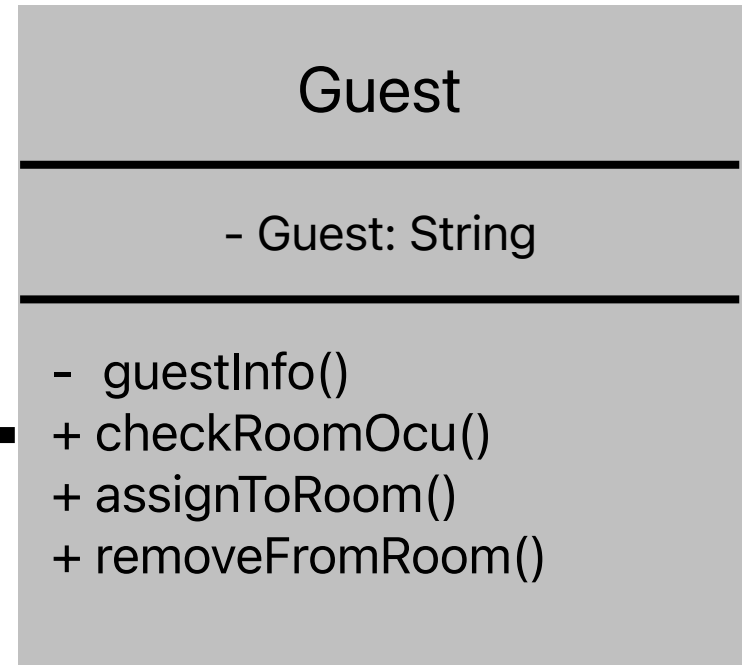 Guest
- Guest: String
- guestInfo()
+ checkRoomOcu()
+ assignToRoom()
+ removeFromRoom()